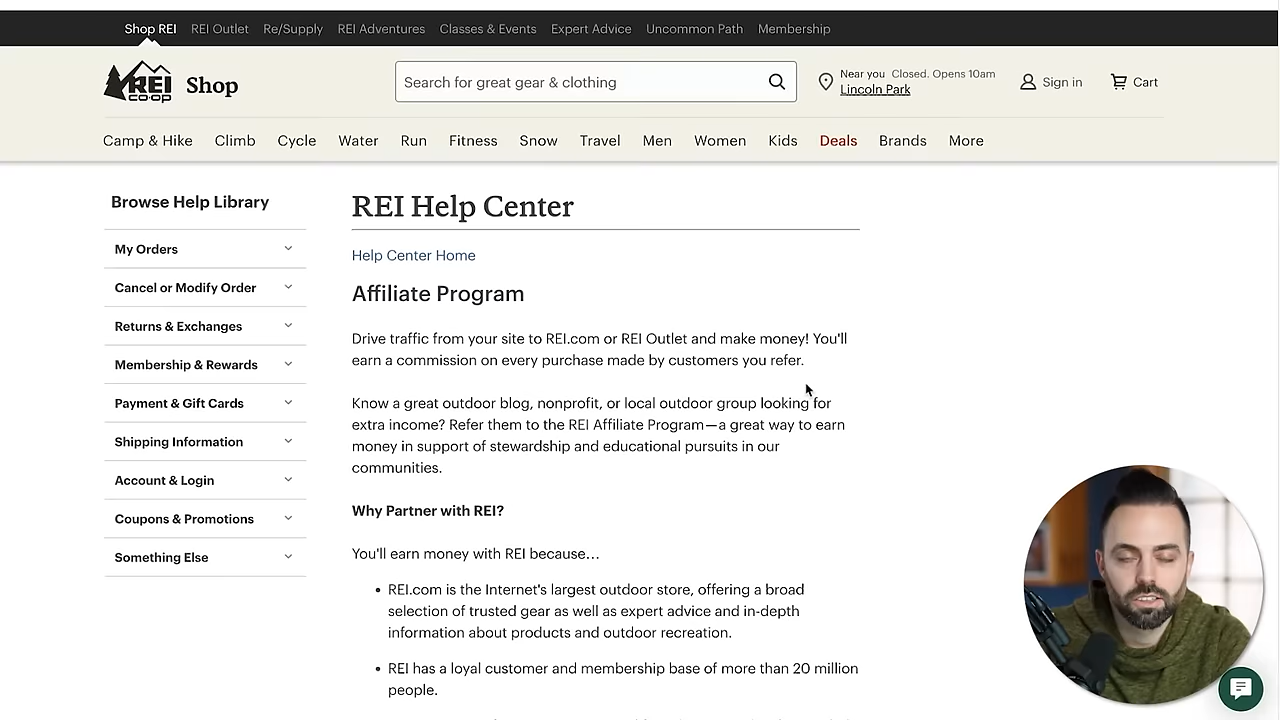 Shop REI REI Outlet Re/Supply REI Adventures Classes & Events Expert Advice Uncommon Path Membership
REI
CO·OP
Shop
Search for great gear & clothing
Near you Closed. Opens 10am
Lincoln Park
Sign in
Cart
Camp & Hike Climb Cycle Water Run Fitness Snow Travel Men Women Kids Deals Brands More
Browse Help Library
My Orders
Cancel or Modify Order
Returns & Exchanges
Membership & Rewards
Payment & Gift Cards
Shipping Information
Account & Login
Coupons & Promotions
Something Else
REI Help Center
Help Center Home
Affiliate Program
Drive traffic from your site to REI.com or REI Outlet and make money! You'll
earn a commission on every purchase made by customers you refer.
Know a great outdoor blog, nonprofit, or local outdoor group looking for
extra income? Refer them to the REI Affiliate Program—a great way to earn
money in support of stewardship and educational pursuits in our
communities.
Why Partner with REI?
You'll earn money with REI because...
• REI.com is the Internet's largest outdoor store, offering a broad
selection of trusted gear as well as expert advice and in-depth
information about products and outdoor recreation.
• REI has a loyal customer and membership base of more than 20 million
people.